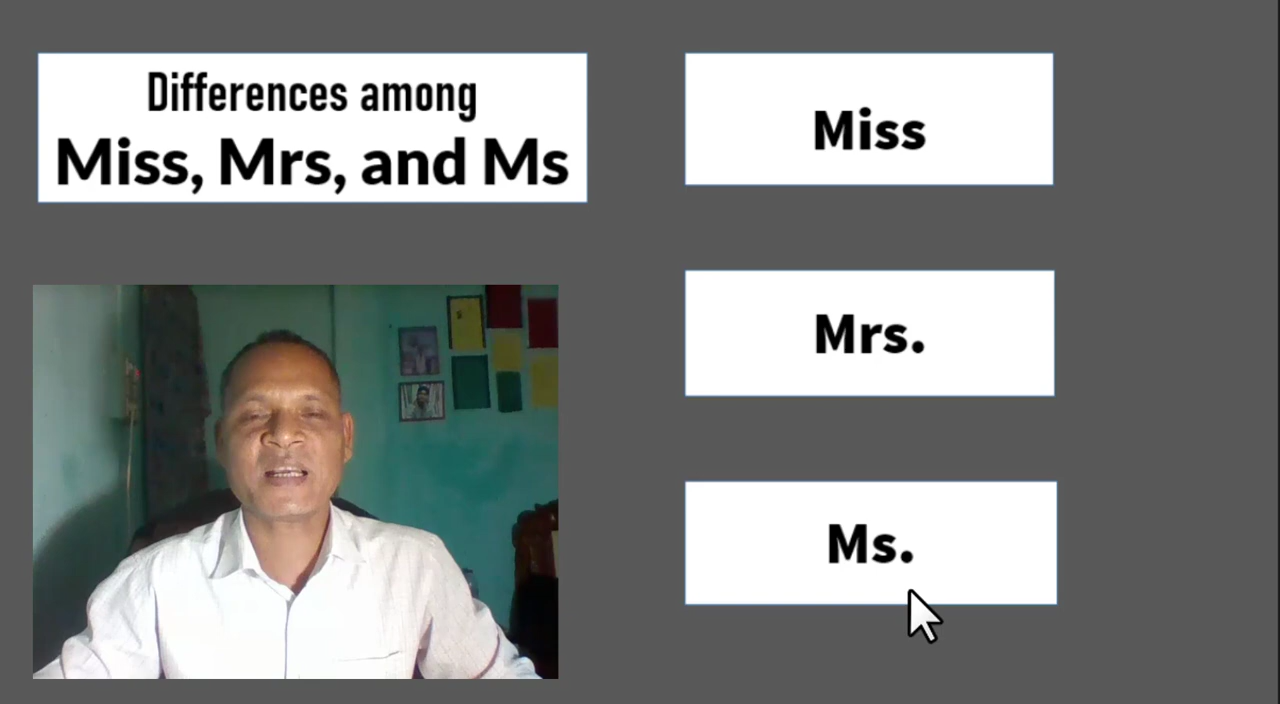 Differences among
Miss, Mrs, and Ms
Miss
Mrs.
Ms.